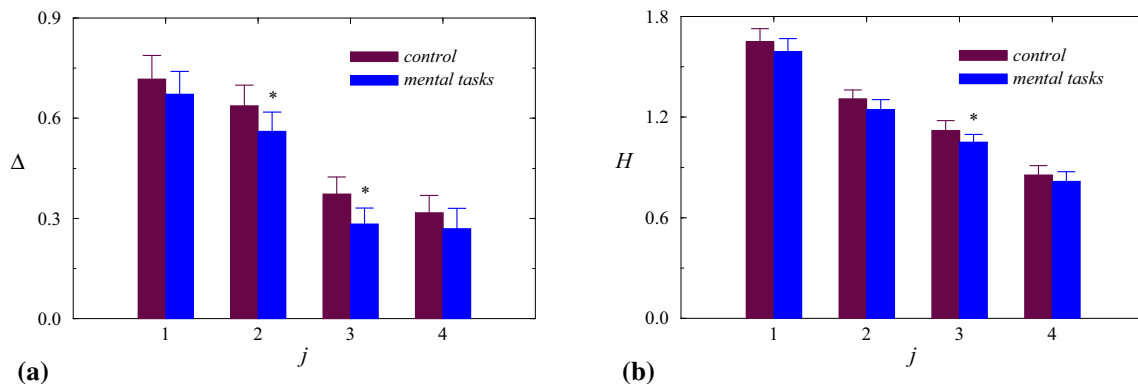 0.9
0.6
0.3
0.0
Δ
control
mental tasks
*
*
1 2 3 4
j
(a)
1.8
1.2
0.6
0.0
H
control
mental tasks
*
1 2 3 4
j
(b)